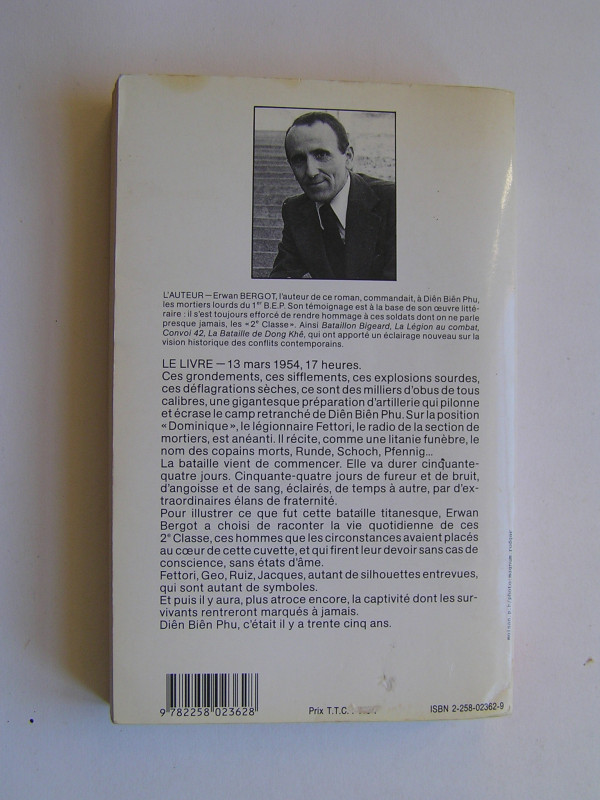 L'AUTEUR — Erwan BERGOT, l'auteur de ce roman, commandait, à Diên Biên Phu,
les mortiers lourds du 1er B.E.P. Son témoignage est à la base de son œuvre litté-
raire : il s'est toujours efforcé de rendre hommage à ces soldats dont on ne parle
presque jamais, les «2e Classe». Ainsi Bataillon Bigeard, La Légion au combat,
Convoi 42, La Bataille de Dong Khê, qui ont apporté un éclairage nouveau sur la
vision historique des conflits contemporains.
LE LIVRE — 13 mars 1954, 17 heures.
Ces grondements, ces sifflements, ces explosions sourdes,
ces déflagrations sèches, ce sont des milliers d'obus de tous
calibres, une gigantesque préparation d'artillerie qui pilonne
et écrase le camp retranché de Diên Biên Phu. Sur la position
«Dominique», le légionnaire Fettori, le radio de la section de
mortiers, est anéanti. Il récite, comme une litanie funèbre, le
nom des copains morts, Runde, Schoch, Pfennig...
La bataille vient de commencer. Elle va durer cinquante-
quatre jours. Cinquante-quatre jours de fureur et de bruit,
d'angoisse et de sang, éclairés, de temps à autre, par d'ex-
traordinaires élans de fraternité.
Pour illustrer ce que fut cette bataille titanesque, Erwan
Bergot a choisi de raconter la vie quotidienne de ces
2e Classe, ces hommes que les circonstances avaient placés
au cœur de cette cuvette, et qui firent leur devoir sans cas de
conscience, sans états d'âme.
Fettori, Geo, Ruiz, Jacques, autant de silhouettes entrevues,
qui sont autant de symboles.
Et puis il y aura, plus atroce encore, la captivité dont les sur-
vivants rentreront marqués à jamais.
Diên Biên Phu, c'était il y a trente cinq ans.
9 782258 023628
Prix T.T.C.
ISBN 2-258-02362-9